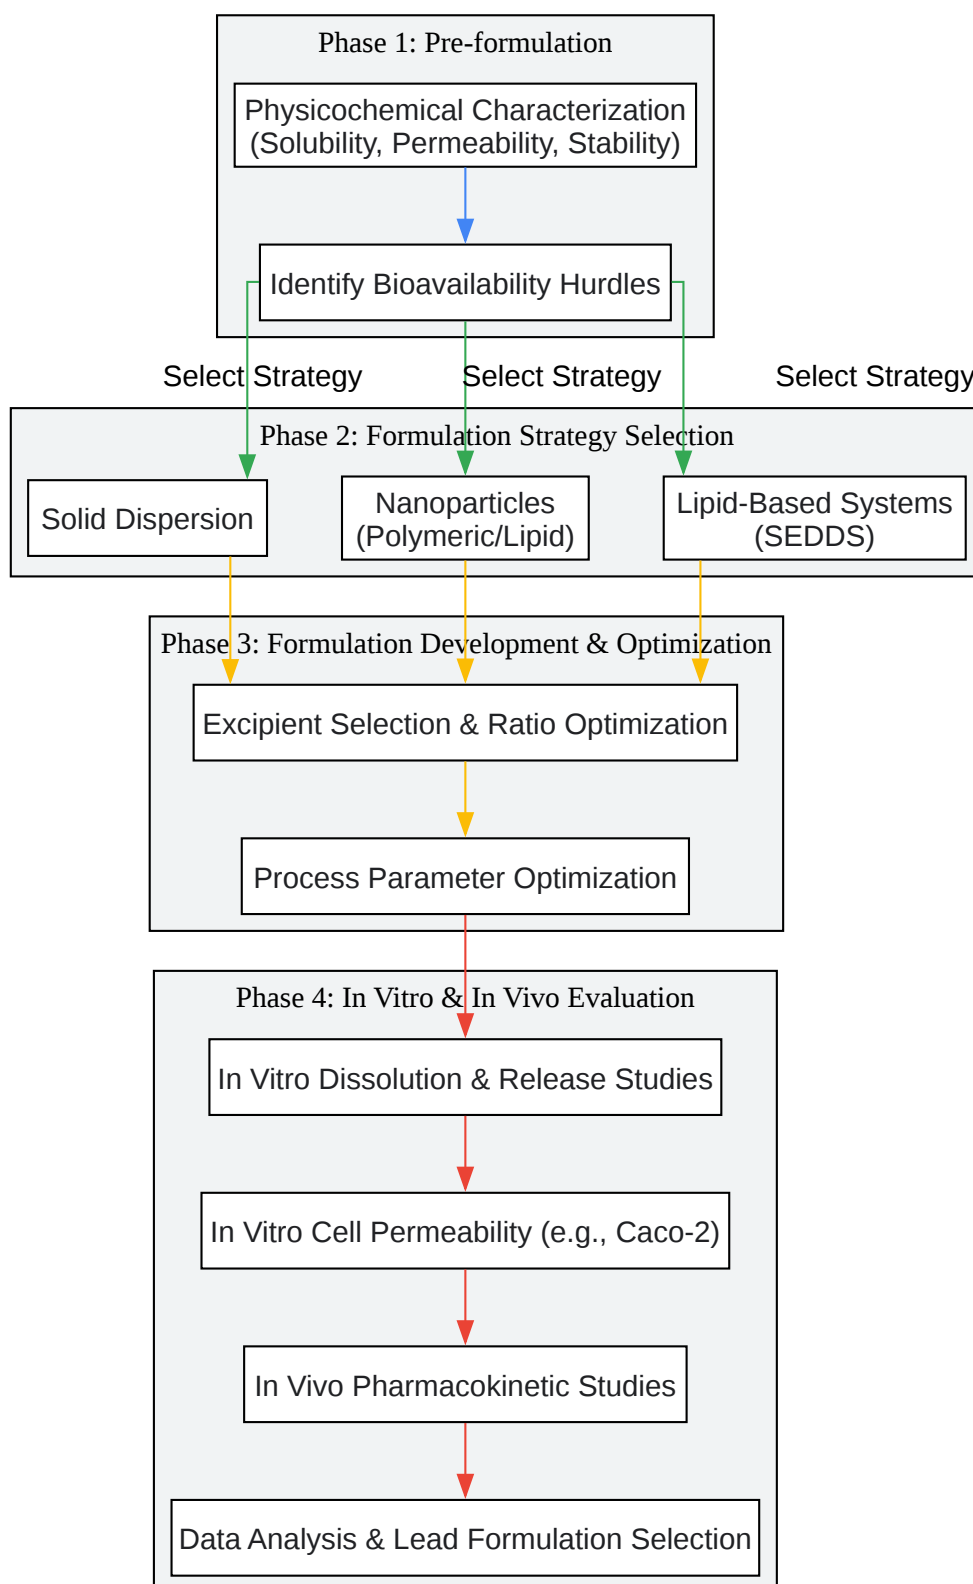 Phase 1: Pre-formulation
Physicochemical Characterization
(Solubility, Permeability, Stability)
Identify Bioavailability Hurdles
Select Strategy
Select Strategy
Select Strategy
Phase 2: Formulation Strategy Selection
Solid Dispersion
Nanoparticles
(Polymeric/Lipid)
Lipid-Based Systems
(SEDDS)
Phase 3: Formulation Development & Optimization
Excipient Selection & Ratio Optimization
Process Parameter Optimization
Phase 4: In Vitro & In Vivo Evaluation
In Vitro Dissolution & Release Studies
In Vitro Cell Permeability (e.g., Caco-2)
In Vivo Pharmacokinetic Studies
Data Analysis & Lead Formulation Selection